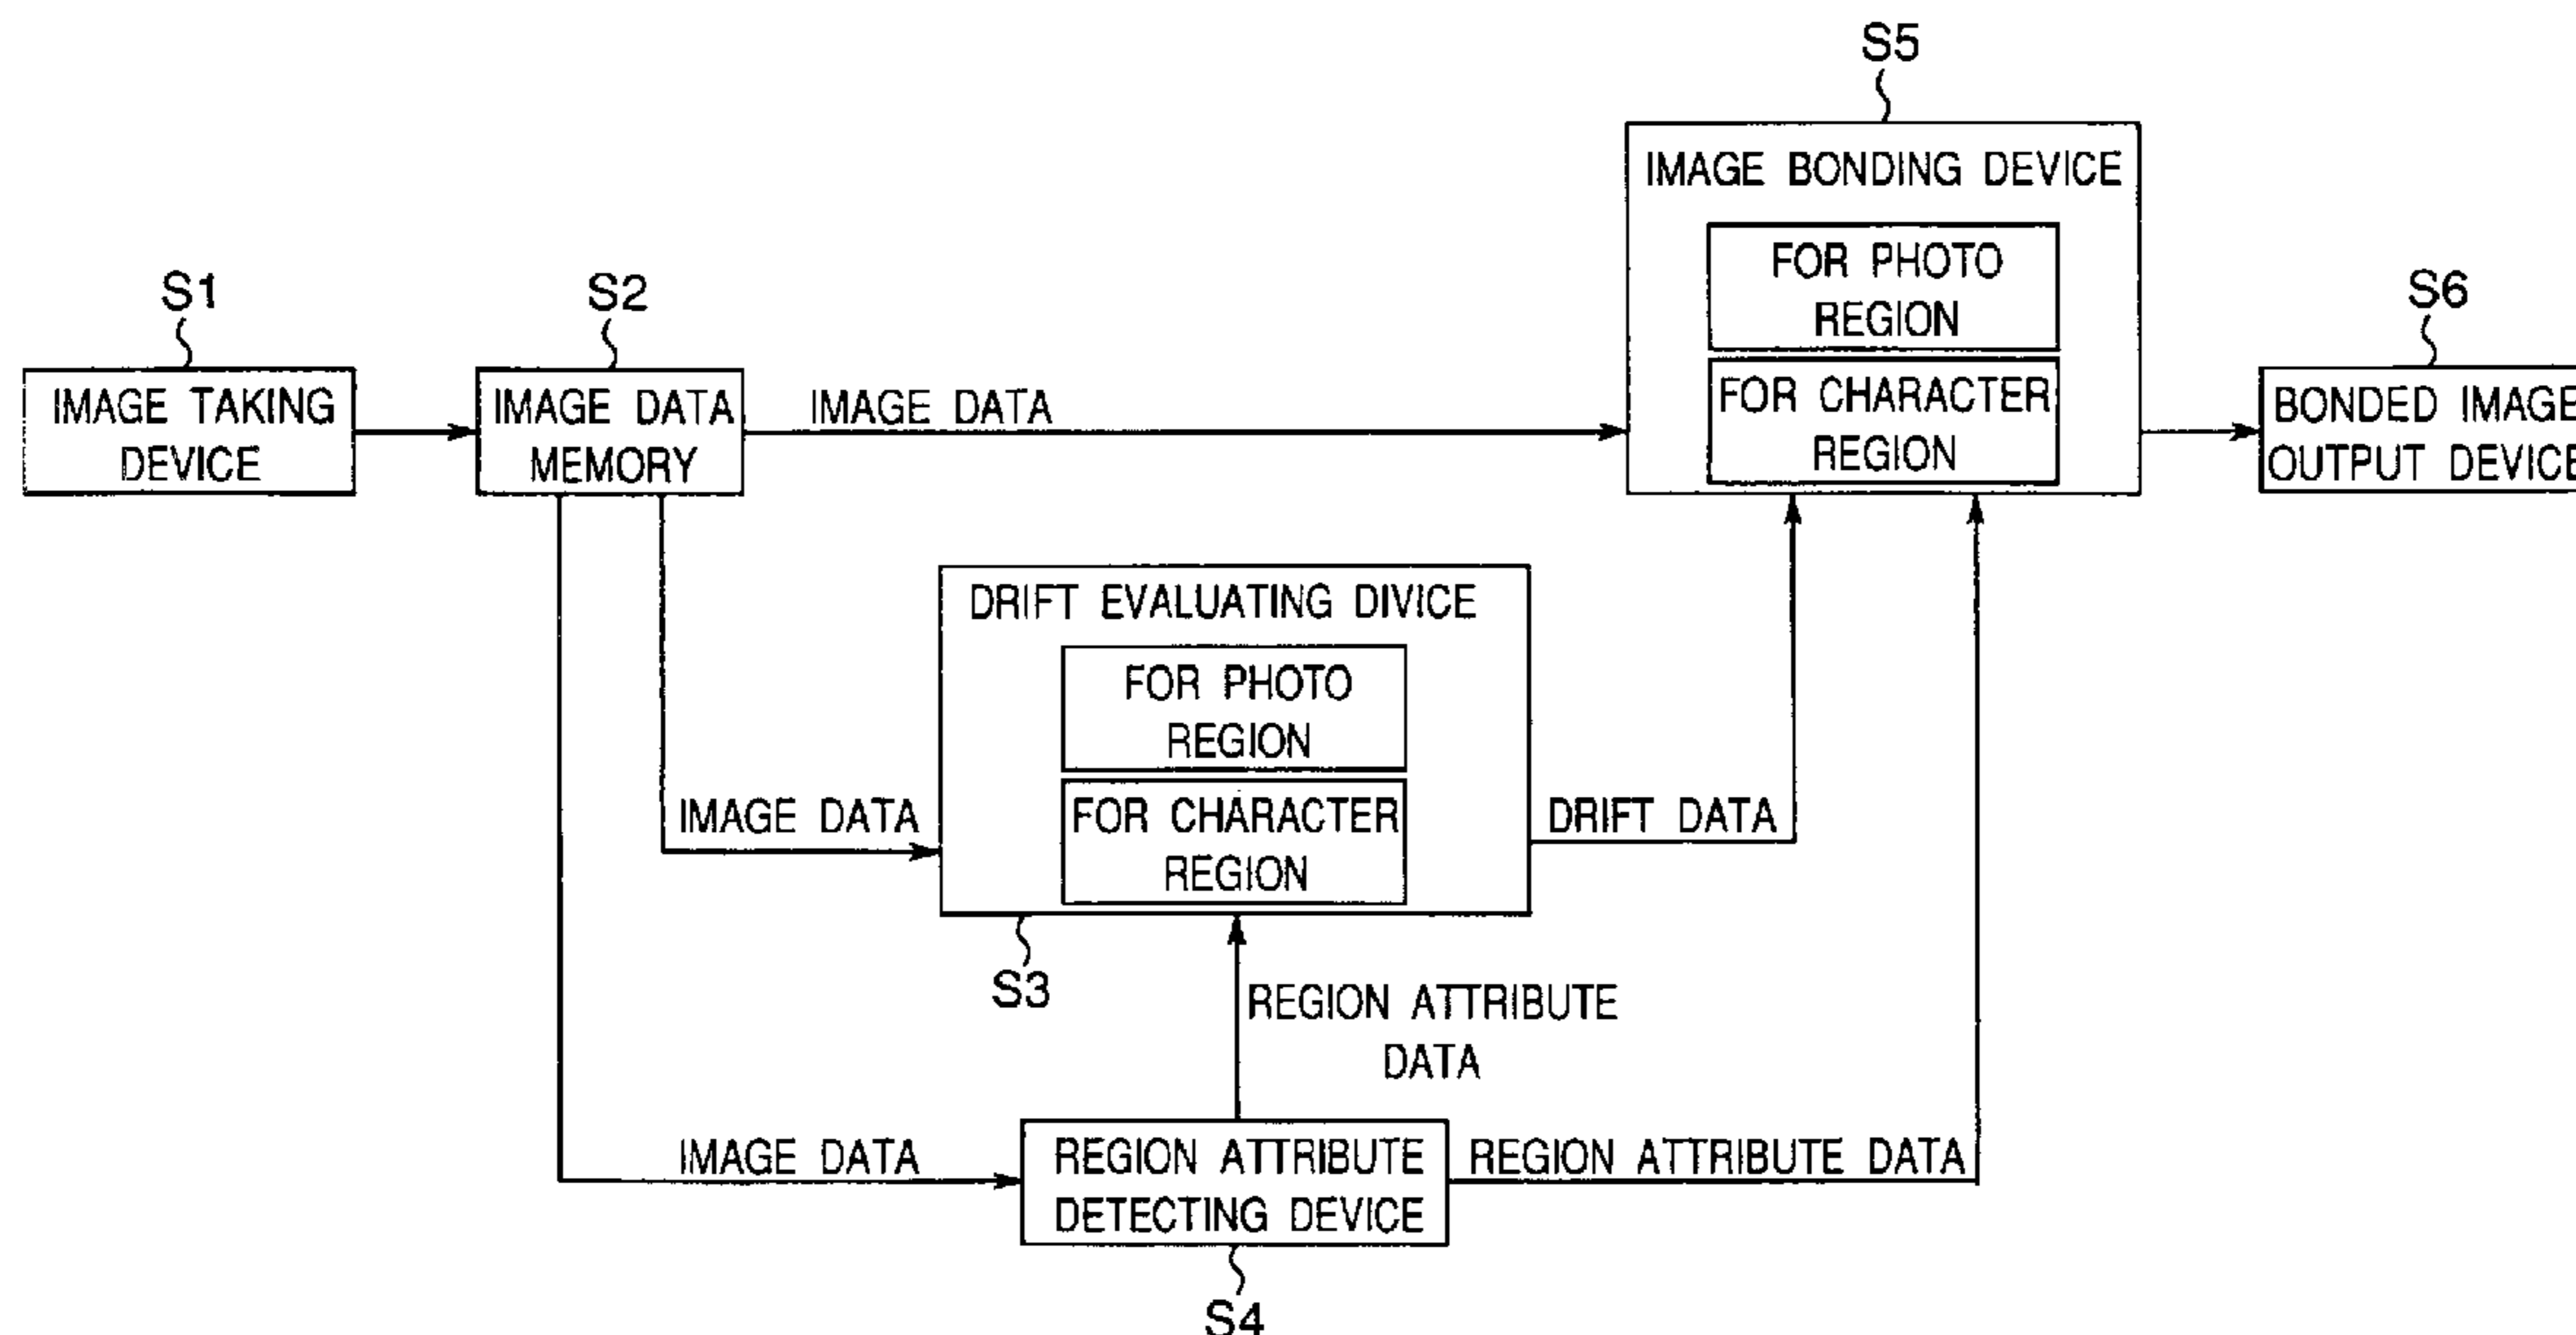 S5
IMAGE BONDING DEVICE
FOR PHOTO
REGION
FOR CHARACTER
REGION
S1
IMAGE TAKING
DEVICE
S2
IMAGE DATA
MEMORY
IMAGE DATA
S6
BONDED IMAGE
OUTPUT DEVICE
DRIFT EVALUATING DIVICE
FOR PHOTO
REGION
FOR CHARACTER
REGION
IMAGE DATA
DRIFT DATA
S3
REGION ATTRIBUTE
DATA
IMAGE DATA
REGION ATTRIBUTE
DETECTING DEVICE
REGION ATTRIBUTE DATA
S4